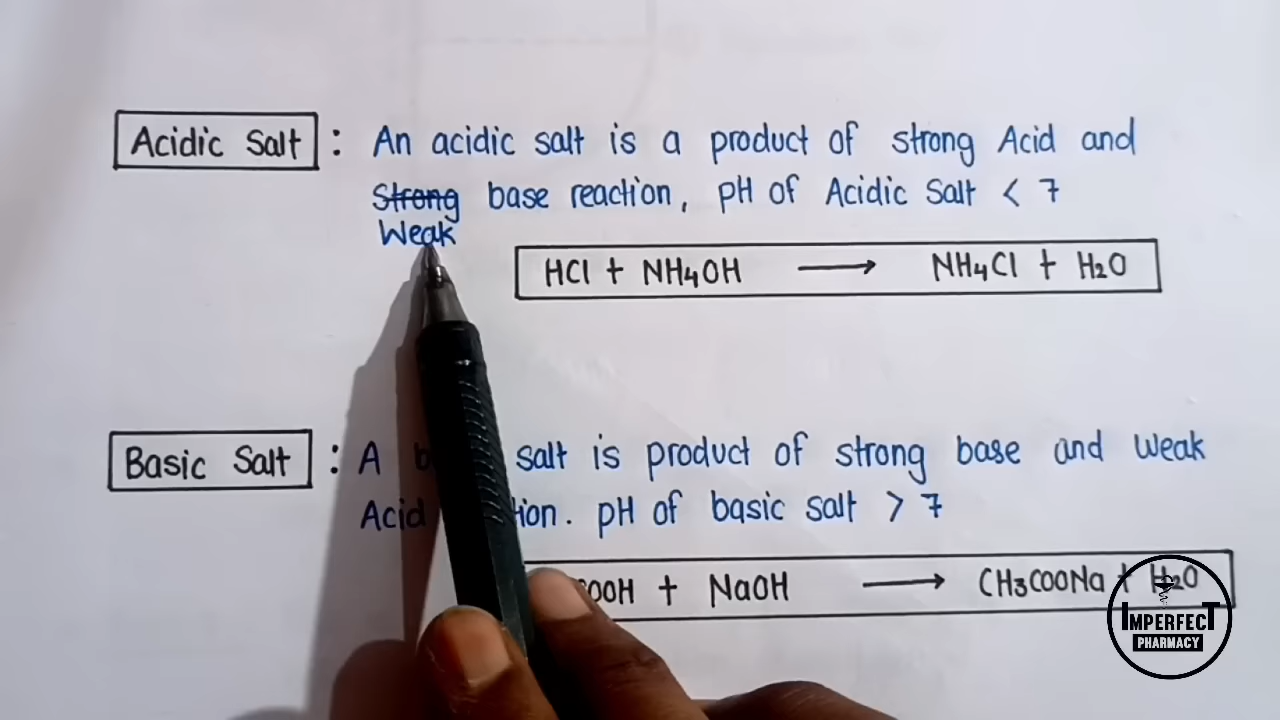 Acidic Salt : An acidic salt is a product of strong Acid and
Strong base reaction, pH of Acidic Salt < 7
Weak
HCl + NH4OH ⟶ NH4Cl + H2O
Basic Salt : A salt is product of strong base and Weak
Acid pH of basic salt > 7
NaOH ⟶ CH3COONa + H2O
IMPERFECT
PHARMACY